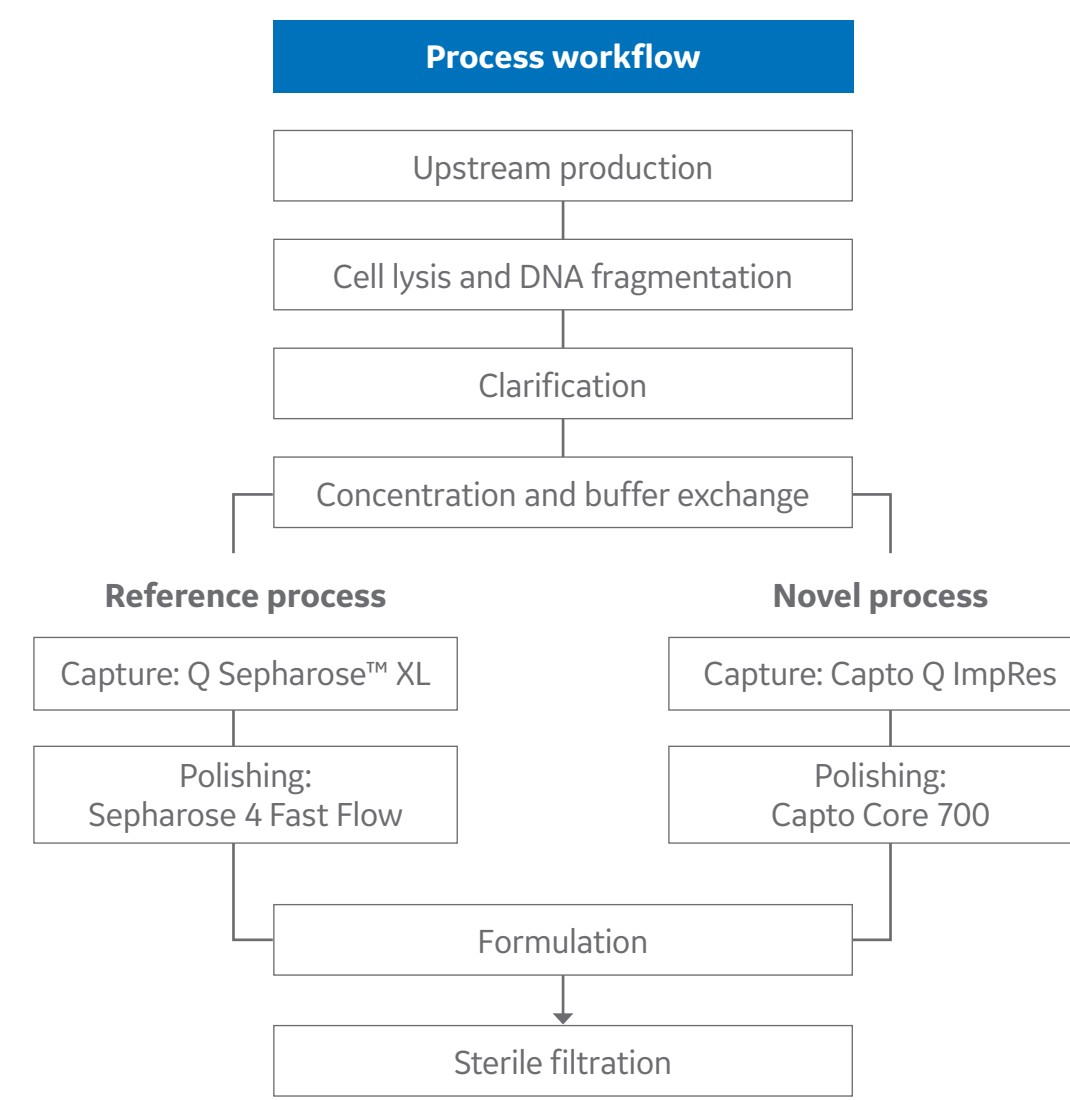 Process workflow
Upstream production
Cell lysis and DNA fragmentation
Clarification
Concentration and buffer exchange
Reference process
Capture: Q Sepharose™ XL
Polishing:
Sepharose 4 Fast Flow
Novel process
Capture: Capto Q ImpRes
Polishing:
Capto Core 700
Formulation
Sterile filtration